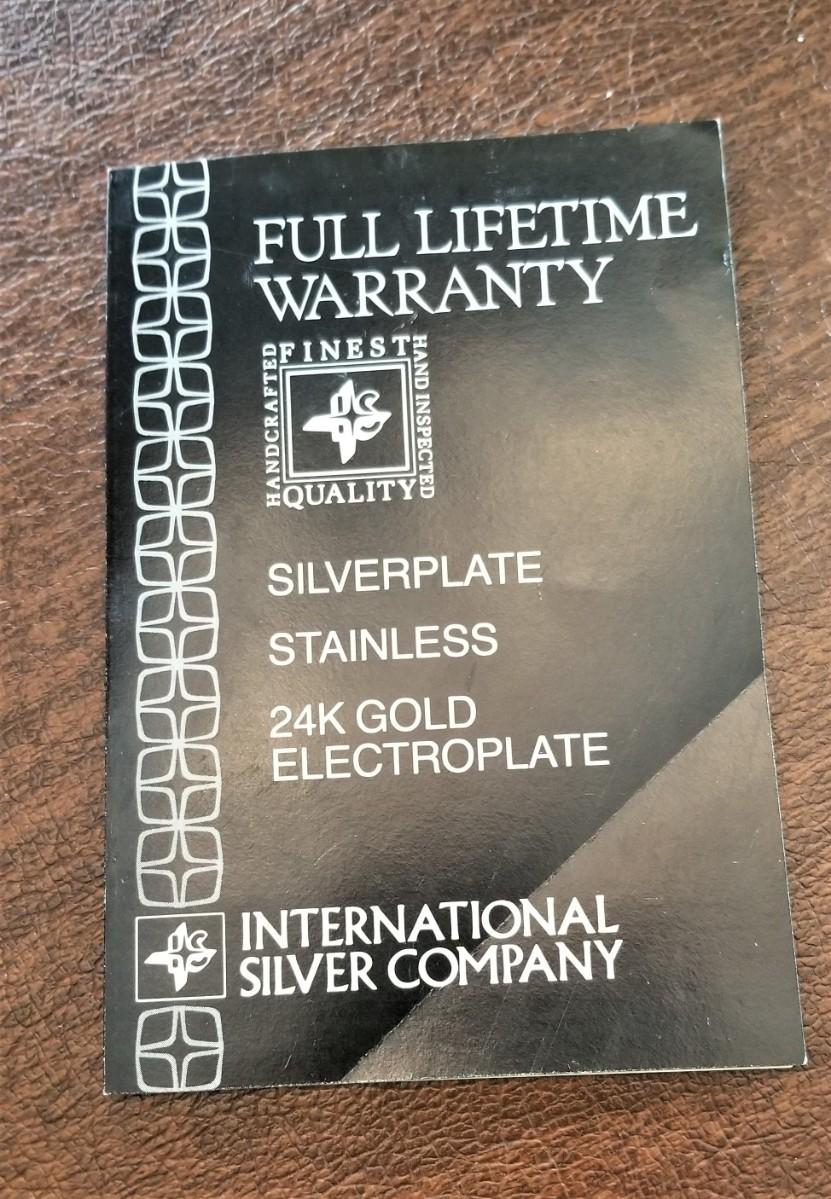 FULL LIFETIME
WARRANTY
FINEST
HANDCRAFTED
HAND INSPECTED
QUALITY
SILVERPLATE
STAINLESS
24K GOLD
ELECTROPLATE
INTERNATIONAL
SILVER COMPANY